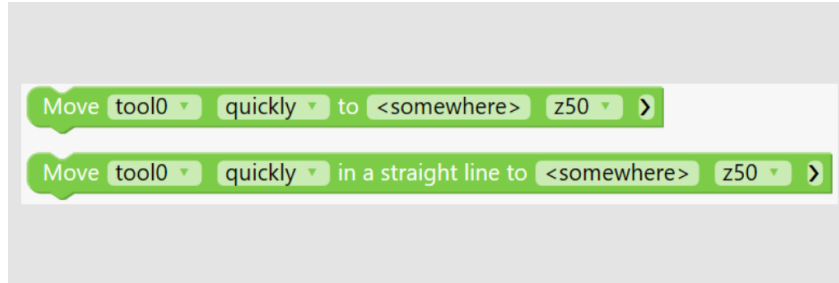 Move tool0 quickly to <somewhere> z50
Move tool0 quickly in a straight line to <somewhere> z50